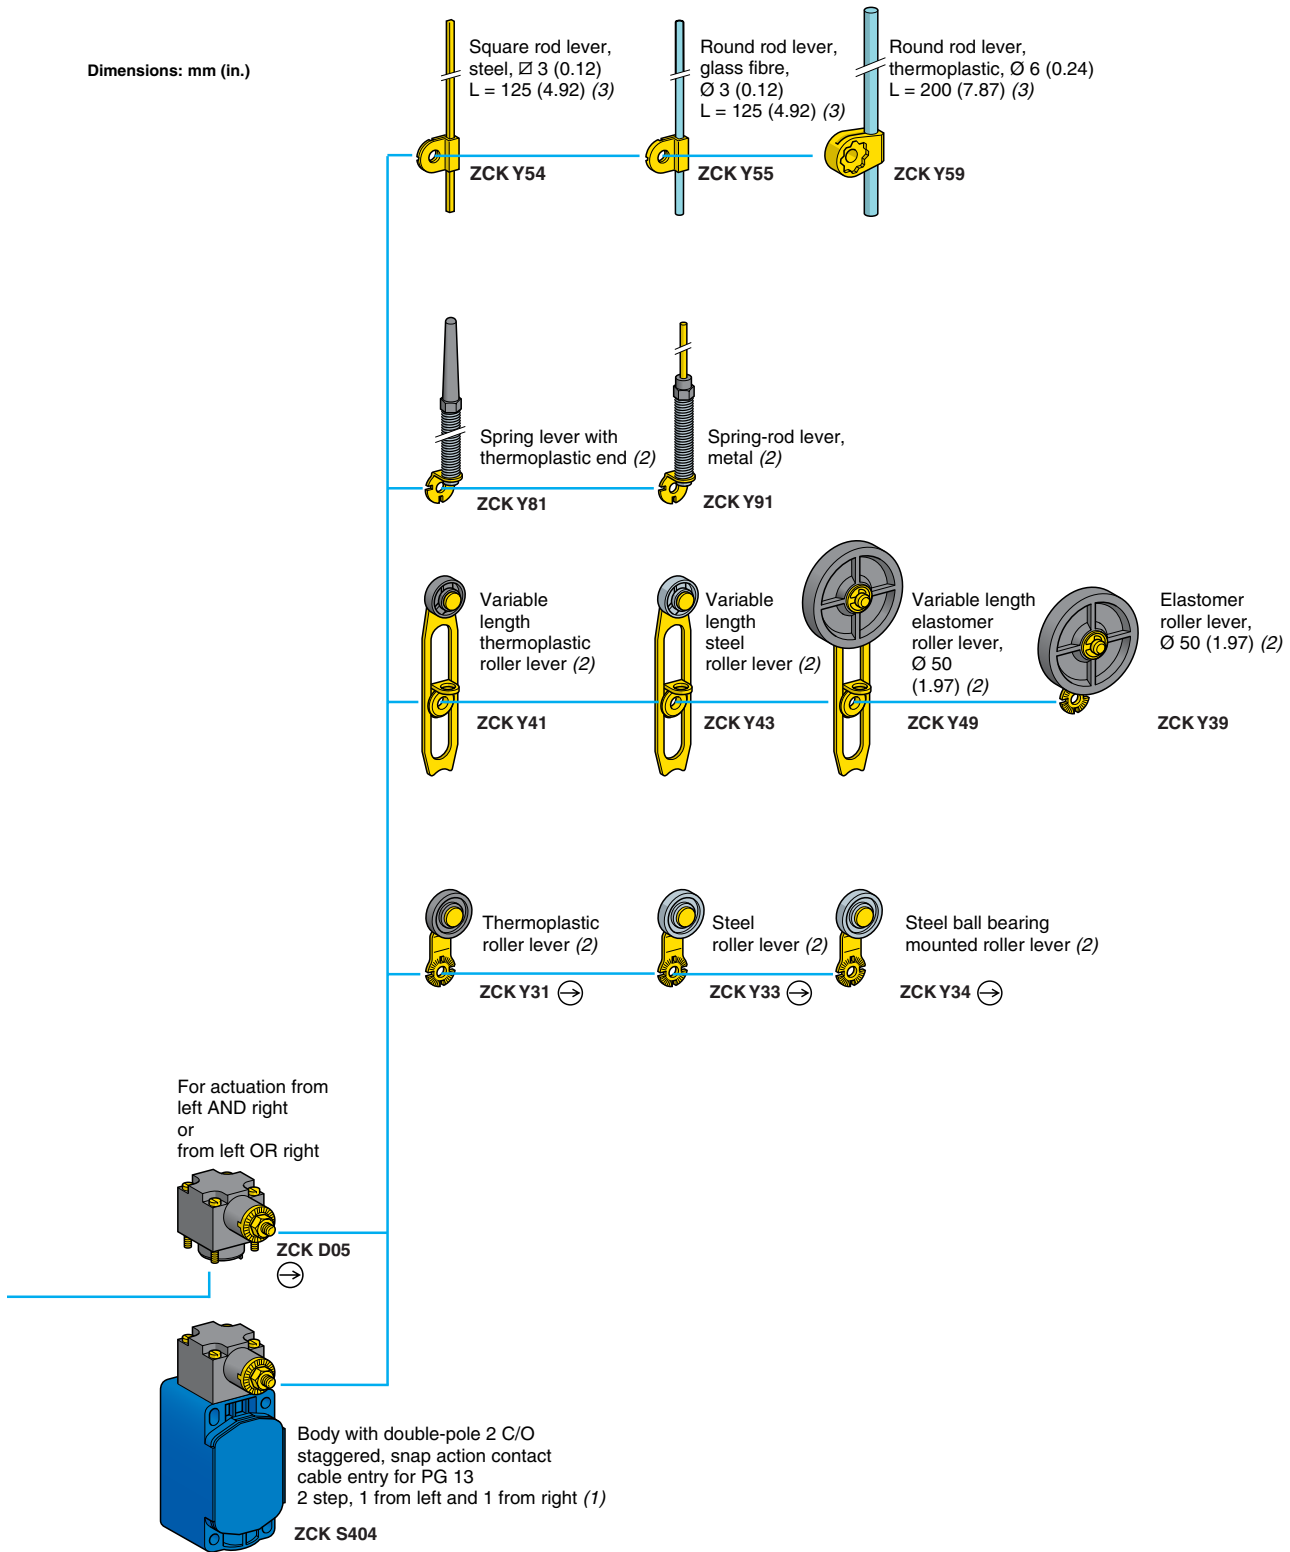 Dimensions: mm (in.)
Square rod lever,
steel, ⍁ 3 (0.12)
L = 125 (4.92) (3)
ZCK Y54
Round rod lever,
glass fibre,
Ø 3 (0.12)
L = 125 (4.92) (3)
ZCK Y55
Round rod lever,
thermoplastic, Ø 6 (0.24)
L = 200 (7.87) (3)
ZCK Y59
Spring lever with
thermoplastic end (2)
ZCK Y81
Spring-rod lever,
metal (2)
ZCK Y91
Variable
length
thermoplastic
roller lever (2)
ZCK Y41
Variable
length
steel
roller lever (2)
ZCK Y43
Variable length
elastomer
roller lever,
Ø 50
(1.97) (2)
ZCK Y49
Elastomer
roller lever,
Ø 50 (1.97) (2)
ZCK Y39
Thermoplastic
roller lever (2)
ZCK Y31
Steel
roller lever (2)
ZCK Y33
Steel ball bearing
mounted roller lever (2)
ZCK Y34
For actuation from
left AND right
or
from left OR right
ZCK D05
Body with double-pole 2 C/O
staggered, snap action contact
cable entry for PG 13
2 step, 1 from left and 1 from right (1)
ZCK S404